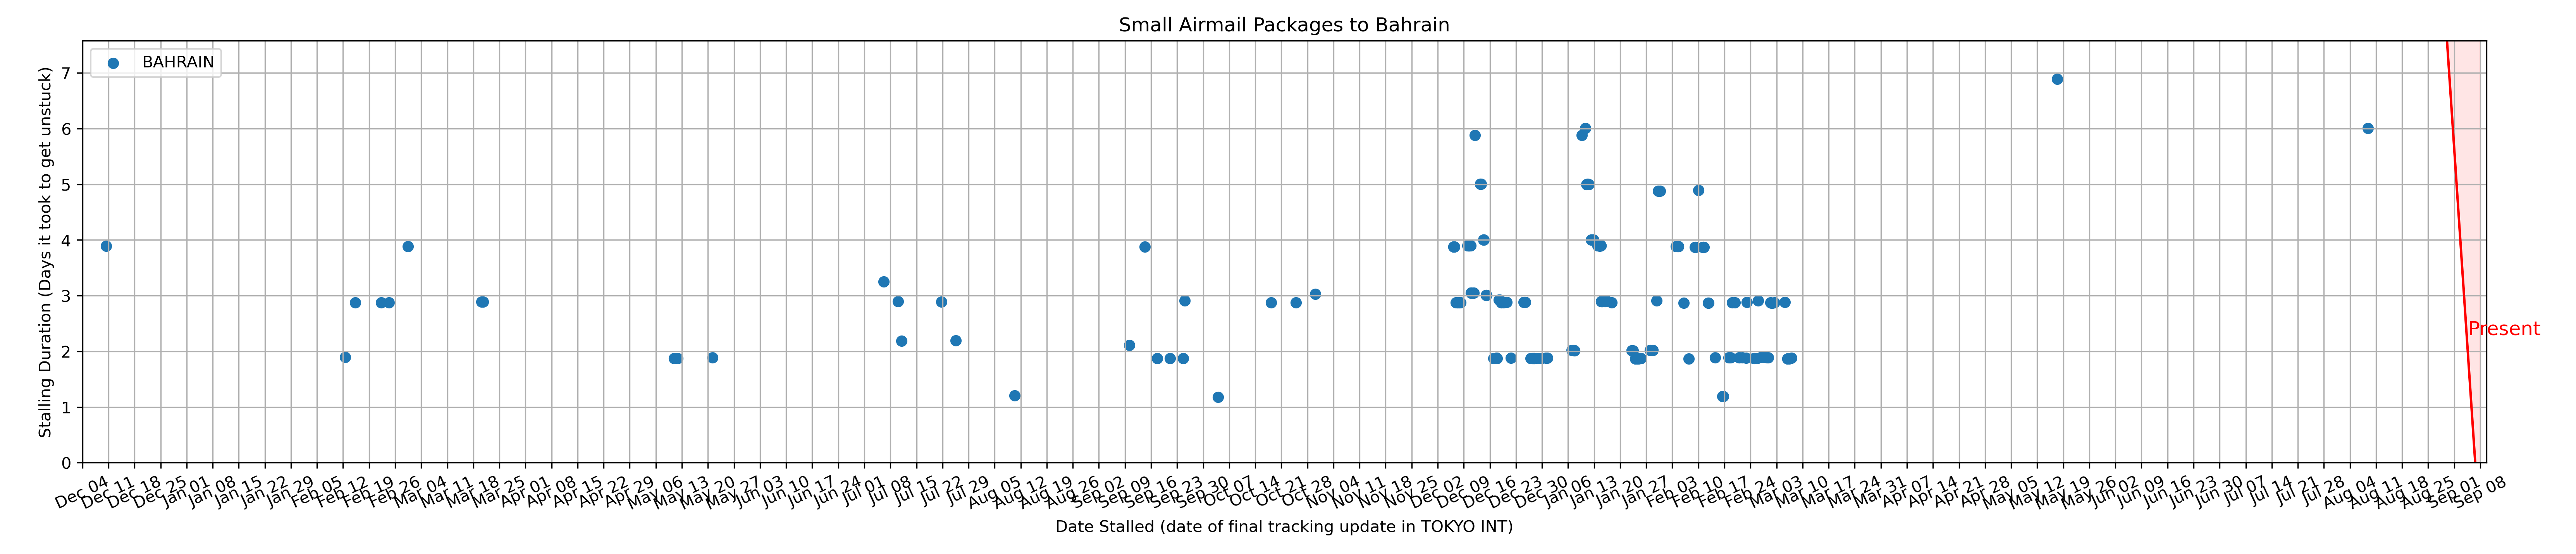 Small Airmail Packages to Bahrain
BAHRAIN
Stalling Duration (Days it took to get unstuck)
7
6
5
4
3
2
1
0
Present
Dec 04
Dec 11
Dec 18
Dec 25
Jan 01
Jan 08
Jan 15
Jan 22
Jan 29
Feb 05
Feb 12
Feb 19
Feb 26
Mar 04
Mar 11
Mar 18
Mar 25
Apr 01
Apr 08
Apr 15
Apr 22
Apr 29
May 06
May 13
May 20
May 27
Jun 03
Jun 10
Jun 17
Jun 24
Jul 01
Jul 08
Jul 15
Jul 22
Jul 29
Aug 05
Aug 12
Aug 19
Aug 26
Sep 02
Sep 09
Sep 16
Sep 23
Sep 30
Oct 07
Oct 14
Oct 21
Oct 28
Nov 04
Nov 11
Nov 18
Nov 25
Dec 02
Dec 09
Dec 16
Dec 23
Dec 30
Jan 06
Jan 13
Jan 20
Jan 27
Feb 03
Feb 10
Feb 17
Feb 24
Mar 03
Mar 10
Mar 17
Mar 24
Mar 31
Apr 07
Apr 14
Apr 21
Apr 28
May 05
May 12
May 19
May 26
Jun 02
Jun 09
Jun 16
Jun 23
Jun 30
Jul 07
Jul 14
Jul 21
Jul 28
Aug 04
Aug 11
Aug 18
Aug 25
Sep 01
Sep 08
Date Stalled (date of final tracking update in TOKYO INT)